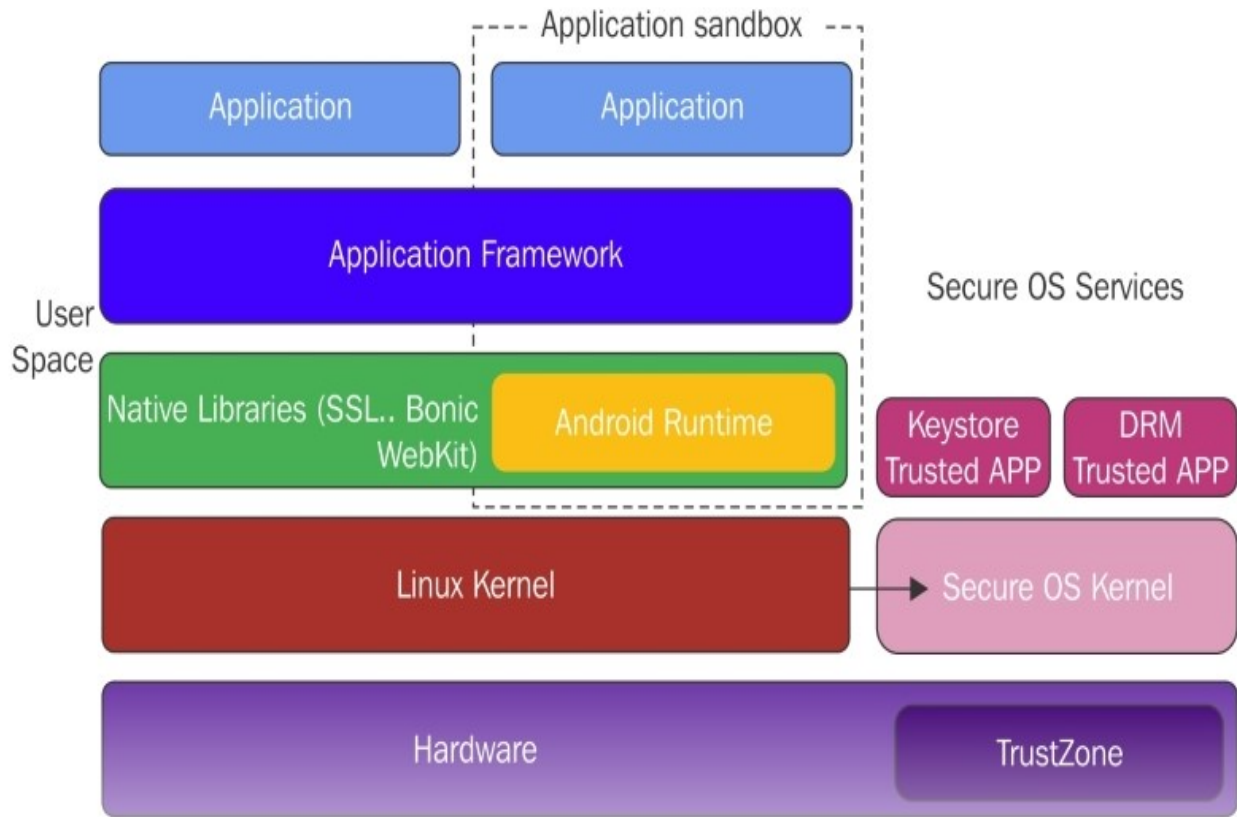 Application sandbox
Application
Application
Application Framework
User
Space
Secure OS Services
Native Libraries (SSL.. Bonic
WebKit)
Android Runtime
Keystore
Trusted APP
DRM
Trusted APP
Linux Kernel
Secure OS Kernel
Hardware
TrustZone